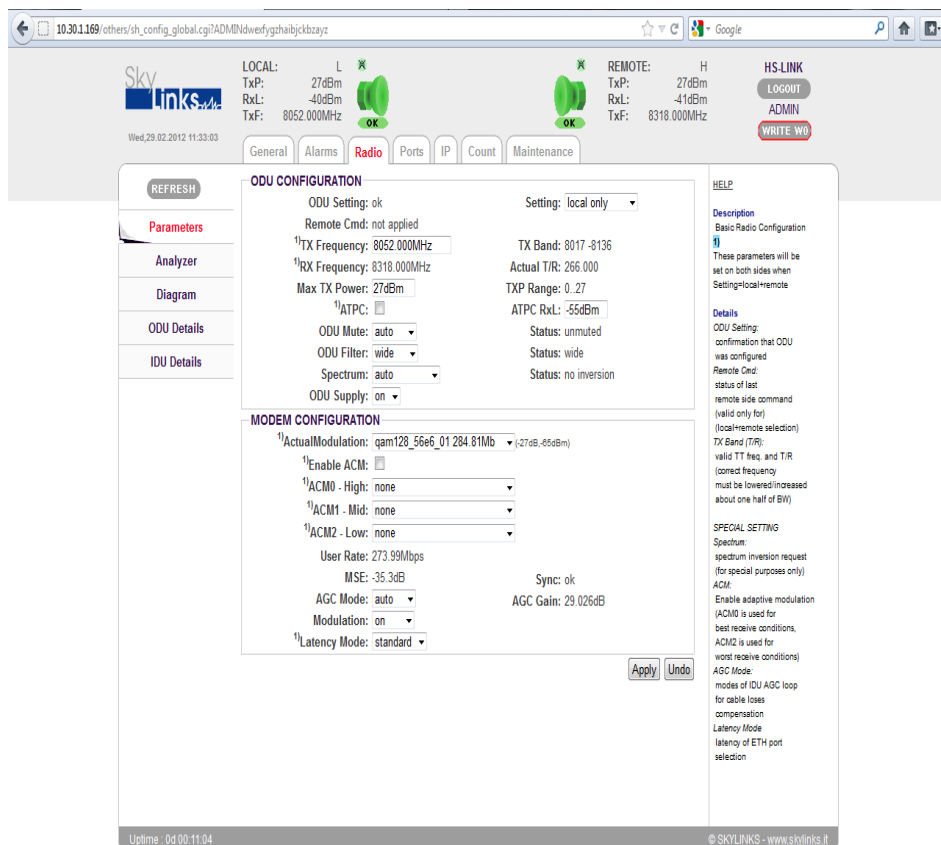 10.30.1.169/others/sh_config_global.cgi?ADMINdwexfygzhaibjckbzayz
Google
Sky
Links
Wed,29.02.2012 11:33:03
LOCAL: L
TxP: 27dBm
RxL: -40dBm
TxF: 8052.000MHz
OK
OK
REMOTE: H
TxP: 27dBm
RxL: -41dBm
TxF: 8318.000MHz
HS-LINK
LOGOUT
ADMIN
WRITE W0
General Alarms Radio Ports IP Count Maintenance
REFRESH
Parameters
Analyzer
Diagram
ODU Details
IDU Details
ODU CONFIGURATION
ODU Setting: ok Setting: local only
Remote Cmd: not applied
1)TX Frequency: 8052.000MHz TX Band: 8017 -8136
1)RX Frequency: 8318.000MHz Actual T/R: 266.000
Max TX Power: 27dBm TXP Range: 0..27
1)ATPC: ATPC RxL: -55dBm
ODU Mute: auto Status: unmuted
ODU Filter: wide Status: wide
Spectrum: auto Status: no inversion
ODU Supply: on
MODEM CONFIGURATION
1)ActualModulation: qam128_56e6_01 284.81Mb (-27dB,-65dBm)
1)Enable ACM:
1)ACM0 - High: none
1)ACM1 - Mid: none
1)ACM2 - Low: none
User Rate: 273.99Mbps
MSE: -35.3dB Sync: ok
AGC Mode: auto AGC Gain: 29.026dB
Modulation: on
1)Latency Mode: standard
Apply Undo
HELP
Description
Basic Radio Configuration
1)
These parameters will be
set on both sides when
Setting=local+remote
Details
ODU Setting:
confirmation that ODU
was configured
Remote Cmd:
status of last
remote side command
(valid only for)
(local+remote selection)
TX Band (T/R):
valid TT freq. and T/R
(correct frequency
must be lowered/increased
about one half of BW)
SPECIAL SETTING
Spectrum:
spectrum inversion request
(for special purposes only)
ACM:
Enable adaptive modulation
(ACM0 is used for
best receive conditions,
ACM2 is used for
worst receive conditions)
AGC Mode:
modes of IDU AGC loop
for cable loses
compensation
Latency Mode
latency of ETH port
selection
Uptime : 0d 00:11:04
© SKYLINKS - www.skylinks.it